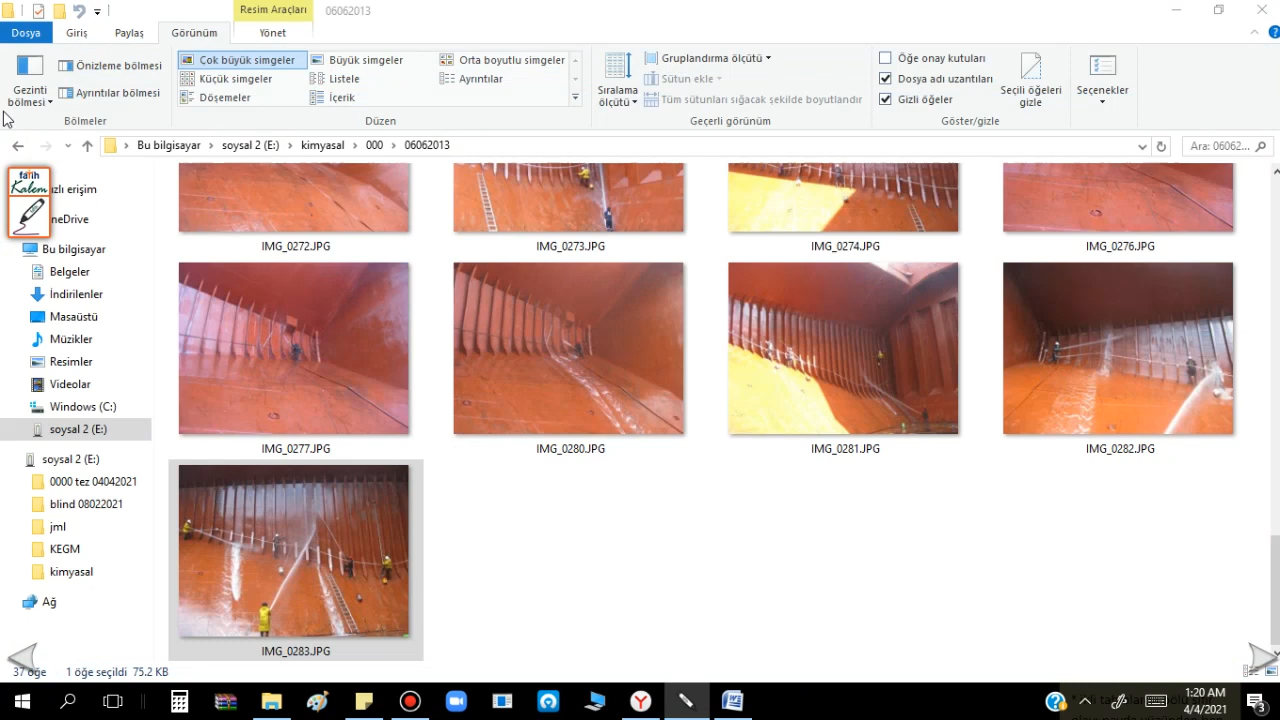 Resim Araçları 06062013
Dosya Giriş Paylaş Görünüm Yönet
Gezinti bölmesi
Önizleme bölmesi
Ayrıntılar bölmesi
Bölmeler
Çok büyük simgeler Büyük simgeler Orta boyutlu simgeler
Küçük simgeler Listele Ayrıntılar
Döşemeler İçerik
Düzen
Sıralama ölçütü
Gruplandırma ölçütü
Sütun ekle
Tüm sütunları sığacak şekilde boyutlandır
Geçerli görünüm
Öğe onay kutuları
Dosya adı uzantıları
Gizli öğeler
Seçili öğeleri gizle
Göster/gizle
Seçenekler
Bu bilgisayar soysal 2 (E:) kimyasal 000 06062013
Ara: 06062...
fatih
Kalem
ızlı erişim
neDrive
Bu bilgisayar
Belgeler
İndirilenler
Masaüstü
Müzikler
Resimler
Videolar
Windows (C:)
soysal 2 (E:)
soysal 2 (E:)
0000 tez 04042021
blind 08022021
jml
KEGM
kimyasal
Ağ
IMG_0272.JPG IMG_0273.JPG IMG_0274.JPG IMG_0276.JPG
IMG_0277.JPG IMG_0280.JPG IMG_0281.JPG IMG_0282.JPG
IMG_0283.JPG
37 öğe 1 öğe seçildi 75.2 KB
1:20 AM
4/4/2021
3